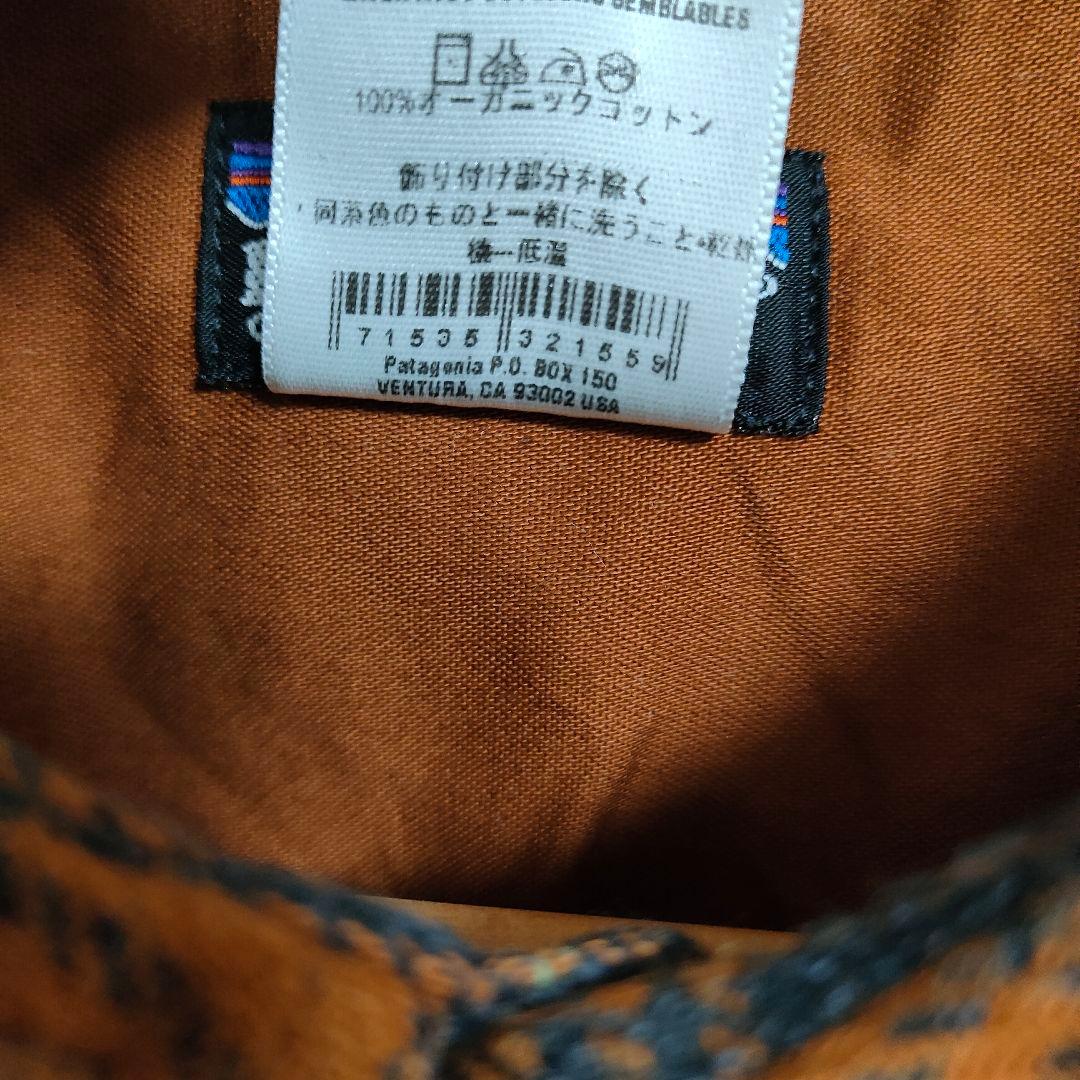 SEMBLABLES
100%オーガニックコットン
飾り付け部分を除く
・同系色のものと一緒に洗うこと・乾燥
後---低温
71535 321559
Patagonia P.O. BOX 150
VENTURA, CA 93002 USA